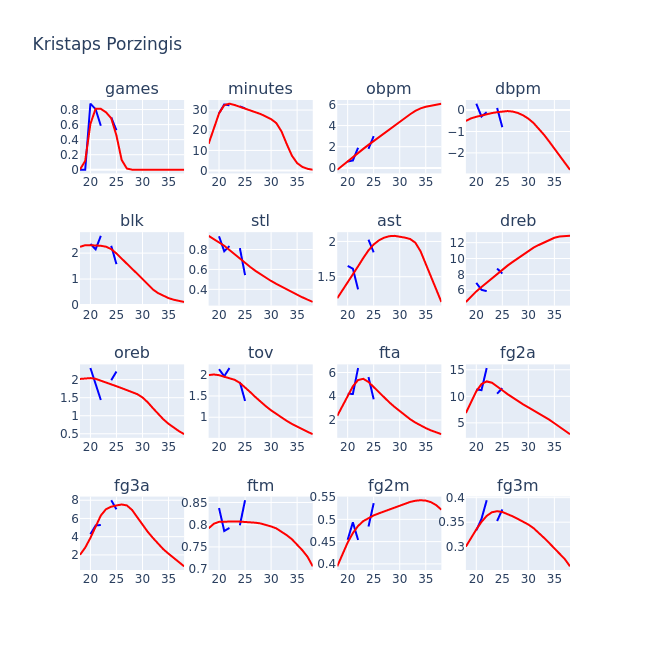 Kristaps Porzingis
games minutes obpm dbpm
0.8 0.6 0.4 0.2 0 30 20 10 0 6 4 2 0 0 −1 −2
20 25 30 35 20 25 30 35 20 25 30 35 20 25 30 35
blk stl ast dreb
2 1 0 0.8 0.6 0.4 2 1.5 12 10 8 6
20 25 30 35 20 25 30 35 20 25 30 35 20 25 30 35
oreb tov fta fg2a
2 1.5 1 0.5 2 1.5 1 6 4 2 15 10 5
20 25 30 35 20 25 30 35 20 25 30 35 20 25 30 35
fg3a ftm fg2m fg3m
8 6 4 2 0.85 0.8 0.75 0.7 0.55 0.5 0.45 0.4 0.4 0.35 0.3
20 25 30 35 20 25 30 35 20 25 30 35 20 25 30 35